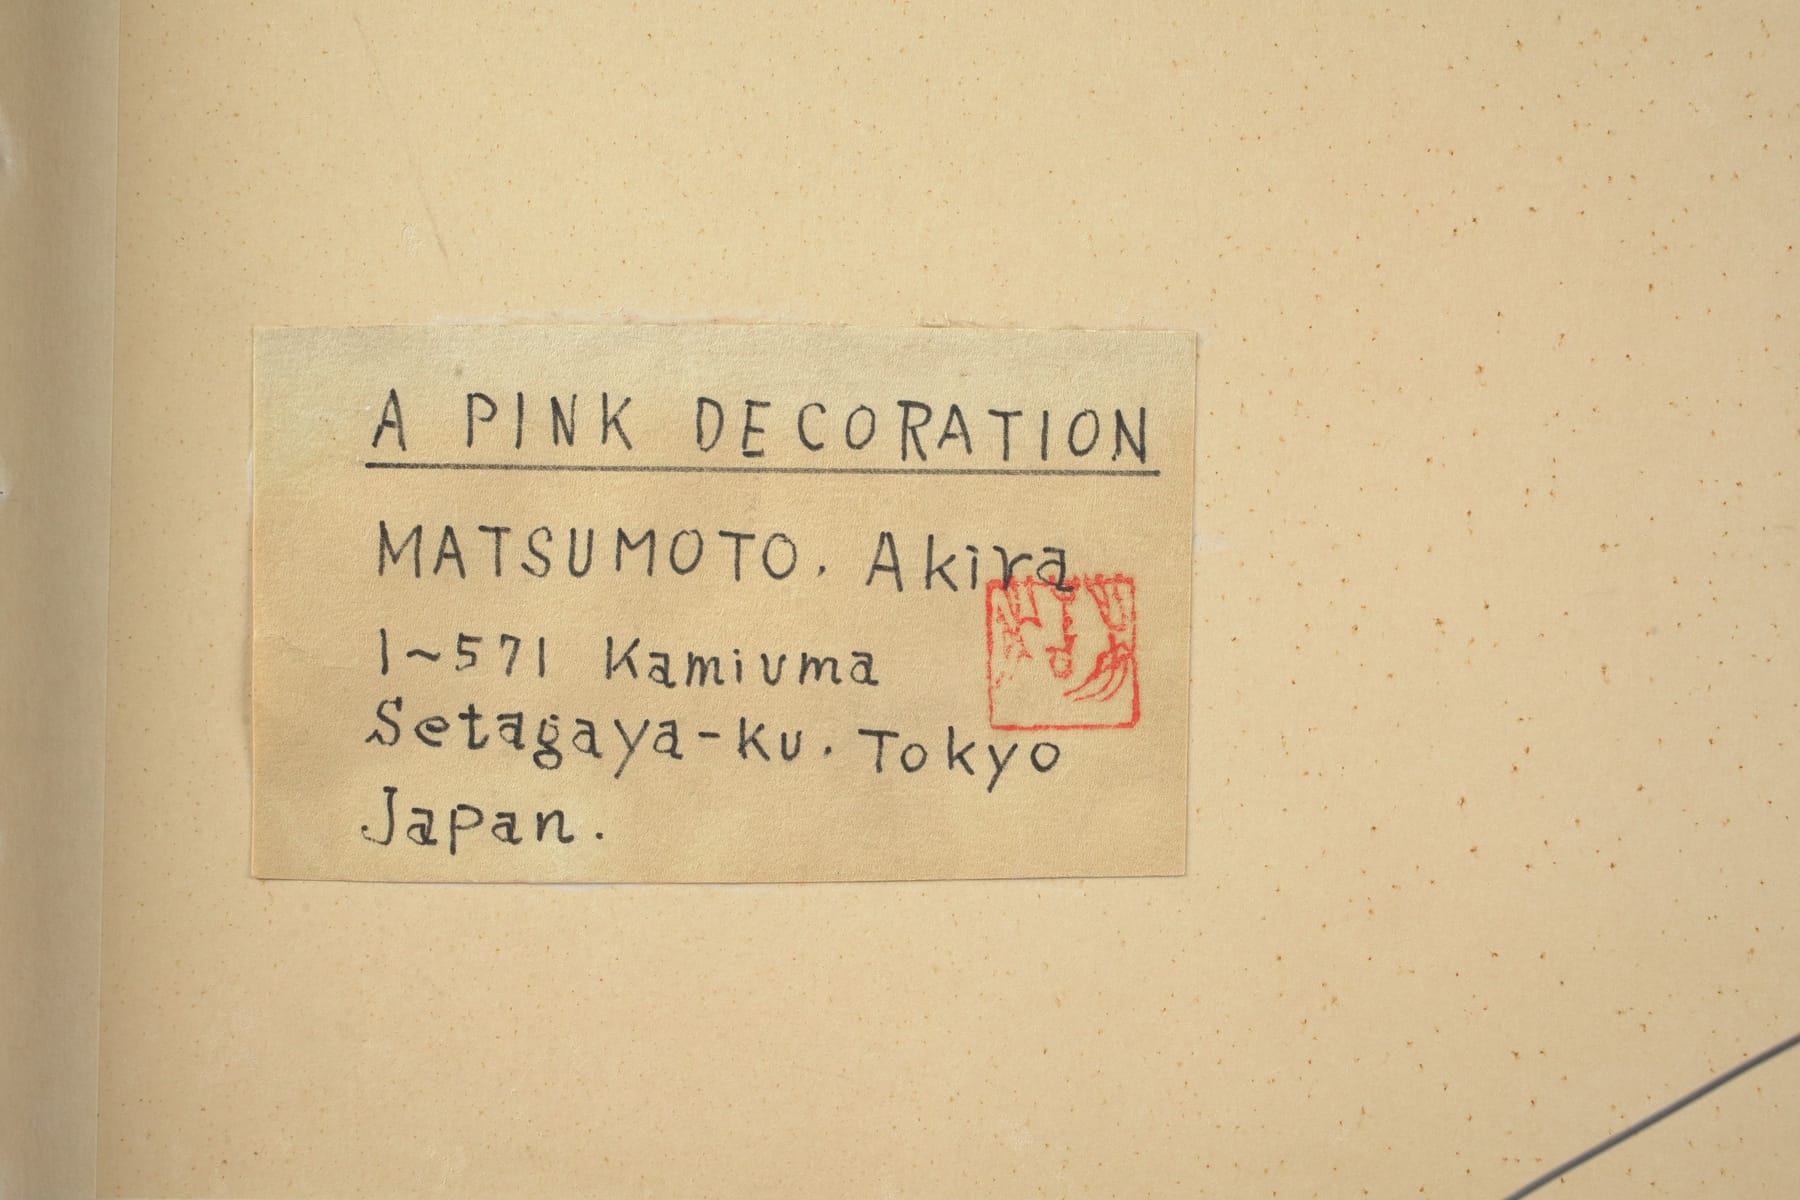 A PINK DECORATION
MATSUMOTO. Akira
1~571 Kamiuma
Setagaya-ku. Tokyo
Japan.